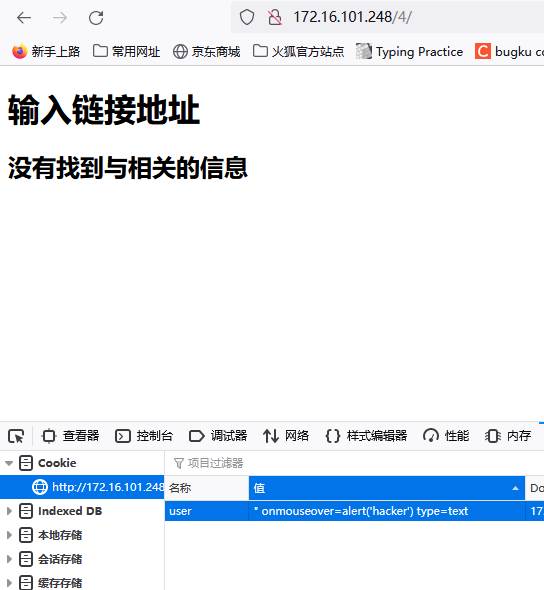 172.16.101.248/4/
新手上路 常用网址 京东商城 火狐官方站点 Typing Practice bugku co
输入链接地址
没有找到与相关的信息
查看器 控制台 调试器 网络 样式编辑器 性能 内存
Cookie 项目过滤器
http://172.16.101.248 名称 值 Do
user " onmouseover=alert('hacker') type=text 17
Indexed DB
本地存储
会话存储
缓存存储